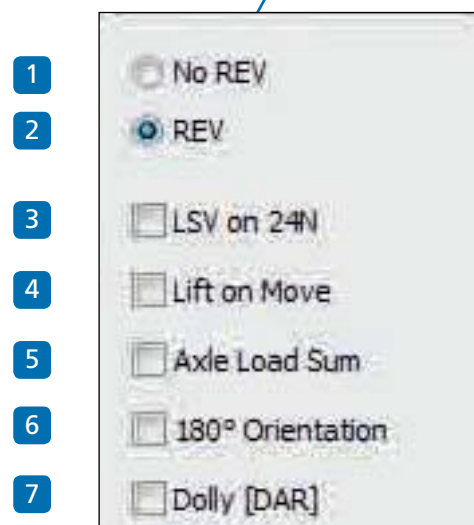 1 No REV
2 REV
3 LSV on 24N
4 Lift on Move
5 Axle Load Sum
6 180° Orientation
7 Dolly [DAR]